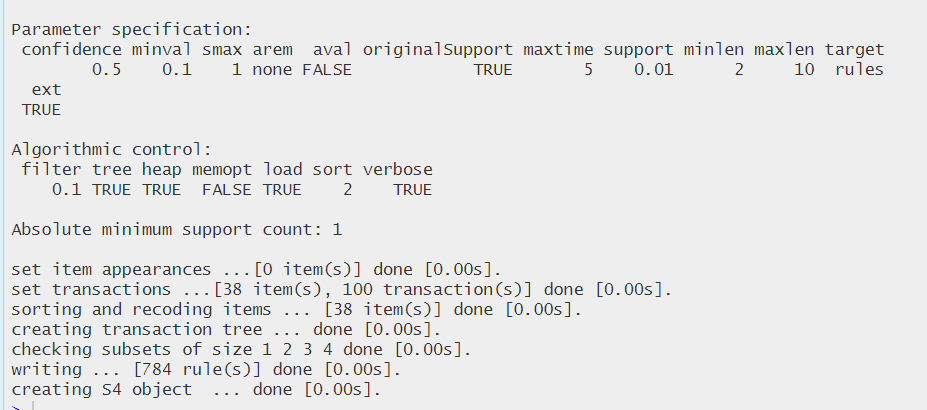 Parameter specification:
 confidence minval smax arem  aval originalSupport maxtime support minlen maxlen target
        0.5    0.1    1 none FALSE            TRUE       5    0.01      2     10  rules
  ext
 TRUE
Algorithmic control:
 filter tree heap memopt load sort verbose
    0.1 TRUE TRUE  FALSE TRUE    2    TRUE
Absolute minimum support count: 1
set item appearances ...[0 item(s)] done [0.00s].
set transactions ...[38 item(s), 100 transaction(s)] done [0.00s].
sorting and recoding items ... [38 item(s)] done [0.00s].
creating transaction tree ... done [0.00s].
checking subsets of size 1 2 3 4 done [0.00s].
writing ... [784 rule(s)] done [0.00s].
creating S4 object  ... done [0.00s].
>